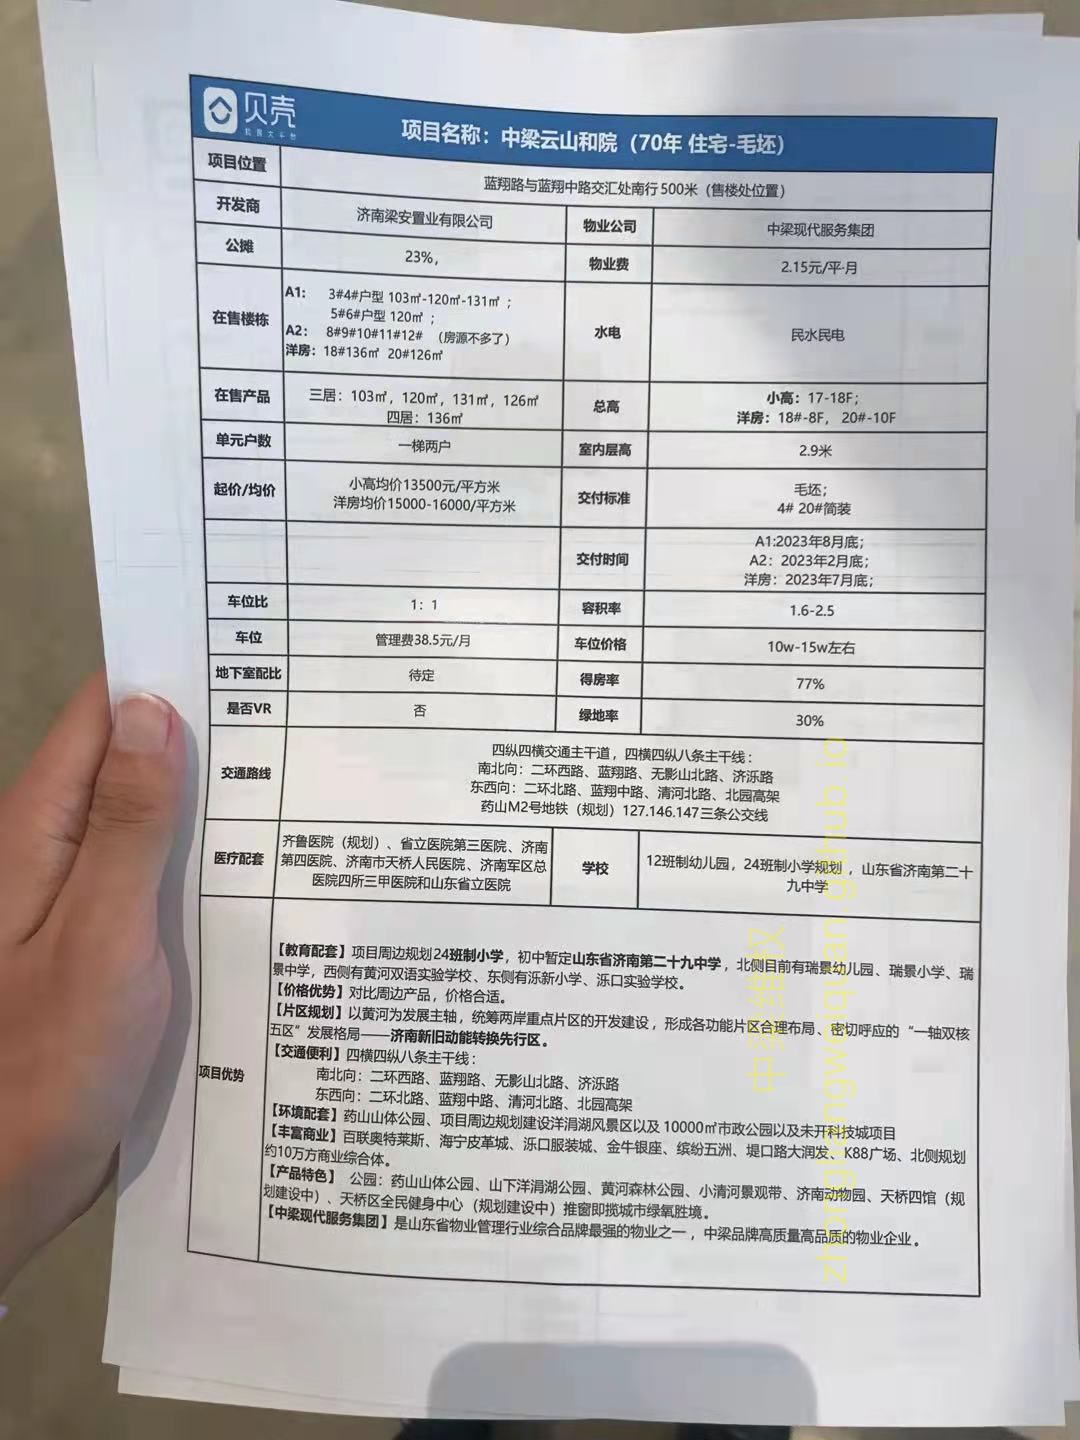 贝壳
找房大平台
项目名称：中梁云山和院（70年 住宅-毛坯）
项目位置
蓝翔路与蓝翔中路交汇处南行500米（售楼处位置）
开发商
济南梁安置业有限公司
物业公司
中梁现代服务集团
公摊
23%，
物业费
2.15元/平·月
在售楼栋
A1： 3#4#户型 103㎡-120㎡-131㎡；
5#6#户型 120㎡；
A2： 8#9#10#11#12# （房源不多了）
洋房：18#136㎡ 20#126㎡
水电
民水民电
在售产品
三居：103㎡，120㎡，131㎡，126㎡
四居：136㎡
总高
小高：17-18F；
洋房：18#-8F，20#-10F
单元户数
一梯两户
室内层高
2.9米
起价/均价
小高均价13500元/平方米
洋房均价15000-16000/平方米
交付标准
毛坯；
4# 20#简装
交付时间
A1:2023年8月底；
A2：2023年2月底；
洋房：2023年7月底；
车位比
1：1
容积率
1.6-2.5
车位
管理费38.5元/月
车位价格
10w-15w左右
地下室配比
待定
得房率
77%
是否VR
否
绿地率
30%
交通路线
四纵四横交通主干道，四横四纵八条主干线：
南北向：二环西路、蓝翔路、无影山北路、济泺路
东西向：二环北路、蓝翔中路、清河北路、北园高架
药山M2号地铁（规划）127.146.147三条公交线
医疗配套
齐鲁医院（规划）、省立医院第三医院、济南
第四医院、济南市天桥人民医院、济南军区总
医院四所三甲医院和山东省立医院
学校
12班制幼儿园，24班制小学规划，山东省济南第二十
九中学
项目优势
【教育配套】项目周边规划24班制小学，初中暂定山东省济南第二十九中学，北侧目前有瑞景幼儿园、瑞景小学、瑞
景中学，西侧有黄河双语实验学校、东侧有泺新小学、泺口实验学校。
【价格优势】对比周边产品，价格合适。
【片区规划】以黄河为发展主轴，统筹两岸重点片区的开发建设，形成各功能片区合理布局、密切呼应的“一轴双核
五区”发展格局——济南新旧动能转换先行区。
【交通便利】四横四纵八条主干线：
南北向：二环西路、蓝翔路、无影山北路、济泺路
东西向：二环北路、蓝翔中路、清河北路、北园高架
【环境配套】药山山体公园、项目周边规划建设洋涓湖风景区以及10000㎡市政公园以及未开科技城项目
【丰富商业】百联奥特莱斯、海宁皮革城、泺口服装城、金牛银座、缤纷五洲、堤口路大润发、K88广场、北侧规划
约10万方商业综合体。
【产品特色】 公园：药山山体公园、山下洋涓湖公园、黄河森林公园、小清河景观带、济南动物园、天桥四馆（规
划建设中）、天桥区全民健身中心（规划建设中）推窗即揽城市绿氧胜境。
【中梁现代服务集团】是山东省物业管理行业综合品牌最强的物业之一，中梁品牌高质量高品质的物业企业。
中梁维权
zhongliangweiquan.github.io